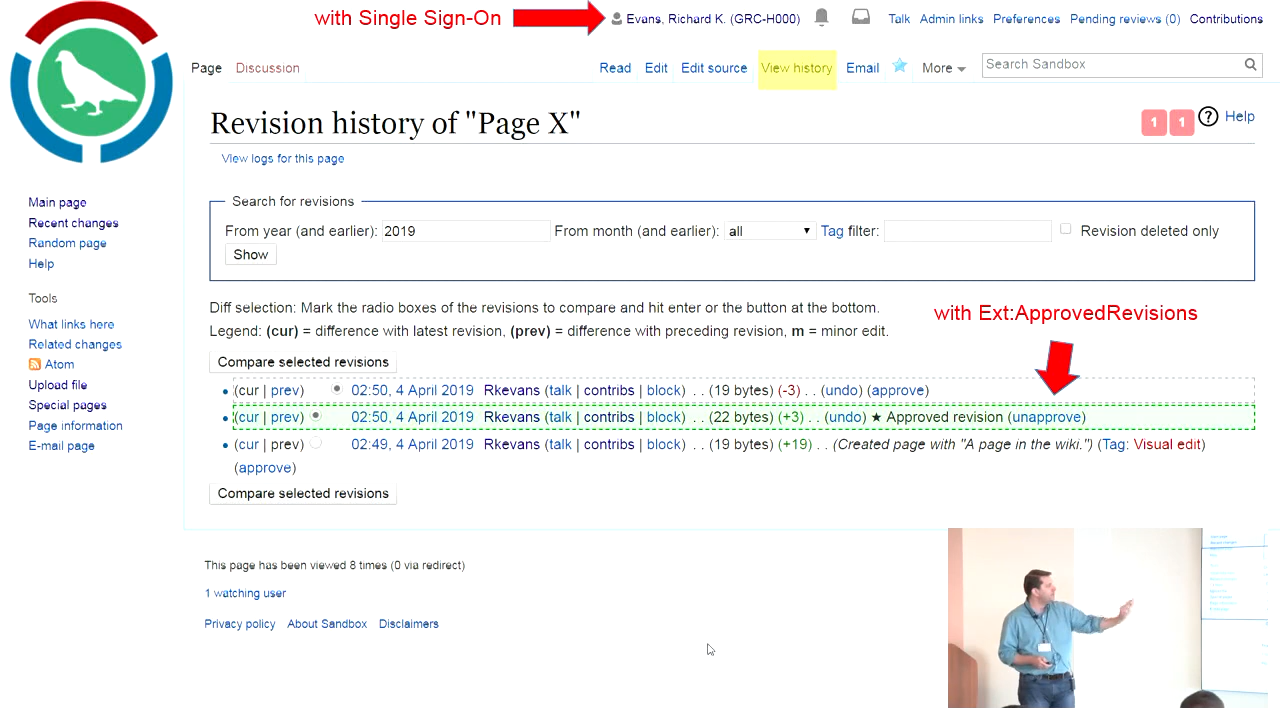 with Single Sign-On Evans, Richard K. (GRC-H000) Talk Admin links Preferences Pending reviews (0) Contributions
Page Discussion Read Edit Edit source View history Email More Search Sandbox
Revision history of "Page X" 1 1 ? Help
View logs for this page
Main page
Recent changes
Random page
Help
Tools
What links here
Related changes
Atom
Upload file
Special pages
Page information
E-mail page
Search for revisions
From year (and earlier): 2019 From month (and earlier): all Tag filter: Revision deleted only
Show
Diff selection: Mark the radio boxes of the revisions to compare and hit enter or the button at the bottom.
with Ext:ApprovedRevisions
Legend: (cur) = difference with latest revision, (prev) = difference with preceding revision, m = minor edit.
Compare selected revisions
(cur | prev) 02:50, 4 April 2019 Rkevans (talk | contribs | block) . . (19 bytes) (-3) . . (undo) (approve)
(cur | prev) 02:50, 4 April 2019 Rkevans (talk | contribs | block) . . (22 bytes) (+3) . . (undo) ★ Approved revision (unapprove)
(cur | prev) 02:49, 4 April 2019 Rkevans (talk | contribs | block) . . (19 bytes) (+19) . . (Created page with "A page in the wiki.") (Tag: Visual edit)
(approve)
Compare selected revisions
This page has been viewed 8 times (0 via redirect)
1 watching user
Privacy policy About Sandbox Disclaimers